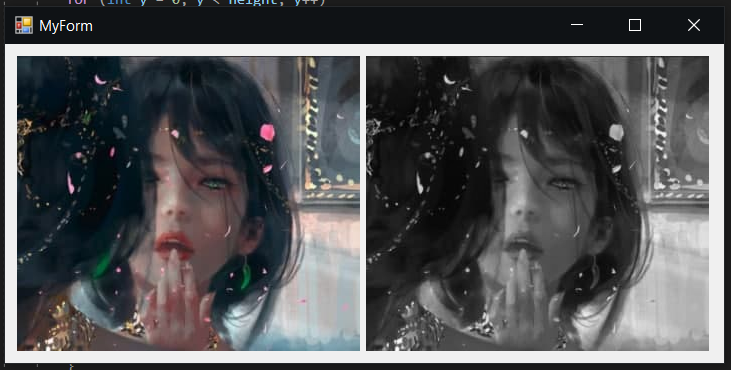 for (int y = 0; y < height; y++)
MyForm
}